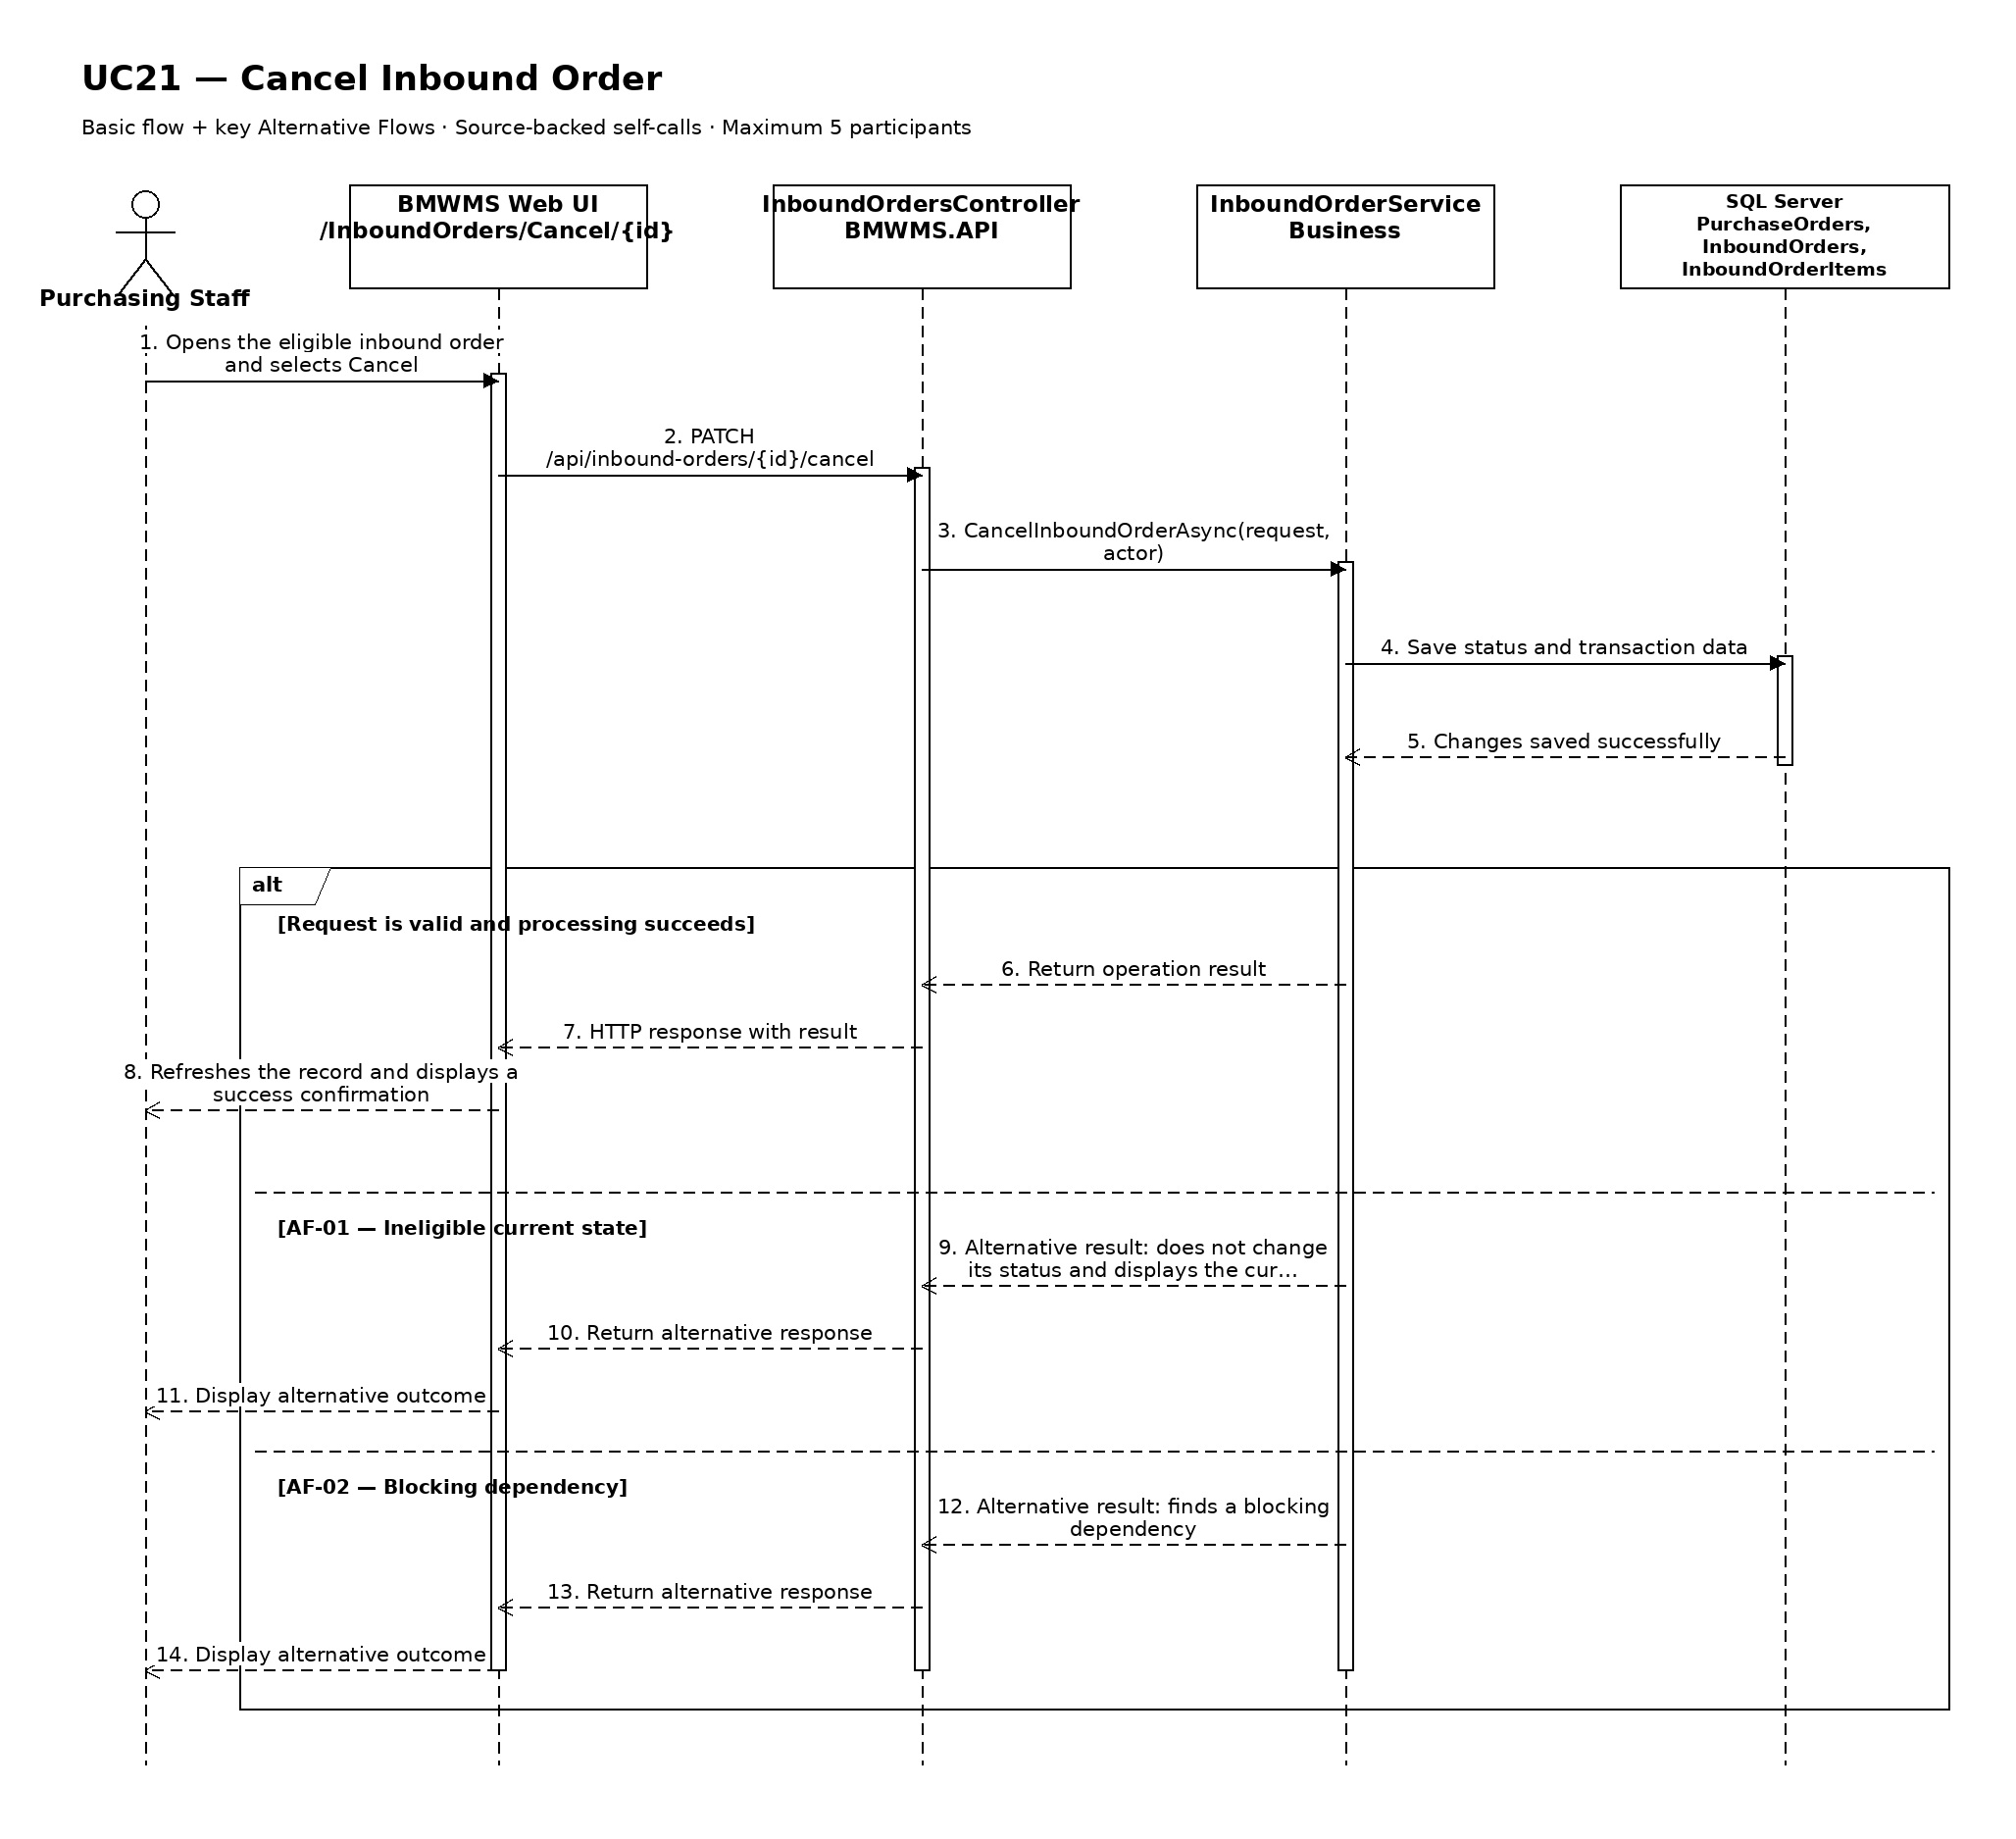 UC21 — Cancel Inbound Order
Basic flow + key Alternative Flows · Source-backed self-calls · Maximum 5 participants
Purchasing Staff
BMWMS Web UI
/InboundOrders/Cancel/{id}
InboundOrdersController
BMWMS.API
InboundOrderService
Business
SQL Server
PurchaseOrders,
InboundOrders,
InboundOrderItems
1. Opens the eligible inbound order
and selects Cancel
2. PATCH
/api/inbound-orders/{id}/cancel
3. CancelInboundOrderAsync(request,
actor)
4. Save status and transaction data
5. Changes saved successfully
alt
[Request is valid and processing succeeds]
6. Return operation result
7. HTTP response with result
8. Refreshes the record and displays a
success confirmation
[AF-01 — Ineligible current state]
9. Alternative result: does not change
its status and displays the cur...
10. Return alternative response
11. Display alternative outcome
[AF-02 — Blocking dependency]
12. Alternative result: finds a blocking
dependency
13. Return alternative response
14. Display alternative outcome